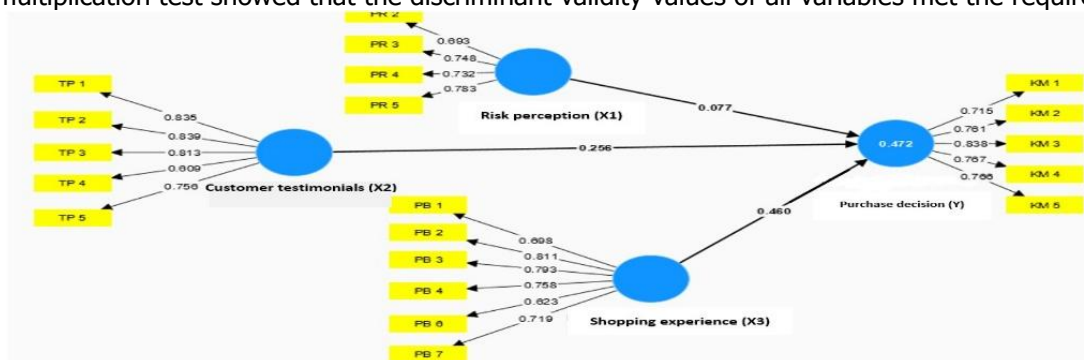 multiplication test showed that the discriminant validity values of all variables met the require
PR 2
PR 3
PR 4
PR 5
0.693
0.748
0.732
0.783
Risk perception (X1)
0.077
TP 1
TP 2
TP 3
TP 4
TP 5
0.835
0.839
0.813
0.609
0.756
Customer testimonials (X2)
0.256
PB 1
PB 2
PB 3
PB 4
PB 6
PB 7
0.698
0.811
0.793
0.758
0.623
0.719
Shopping experience (X3)
0.460
0.472
Purchase decision (Y)
0.715
0.761
0.838
0.767
0.766
KM 1
KM 2
KM 3
KM 4
KM 5